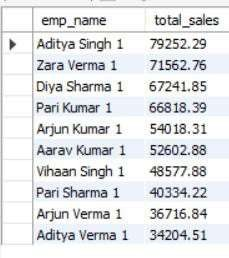 emp_name total_sales
Aditya Singh 1 79252.29
Zara Verma 1 71562.76
Diya Sharma 1 67241.85
Pari Kumar 1 66818.39
Arjun Kumar 1 54018.31
Aarav Kumar 1 52602.88
Vihaan Singh 1 48577.88
Pari Sharma 1 40334.22
Arjun Verma 1 36716.84
Aditya Verma 1 34204.51